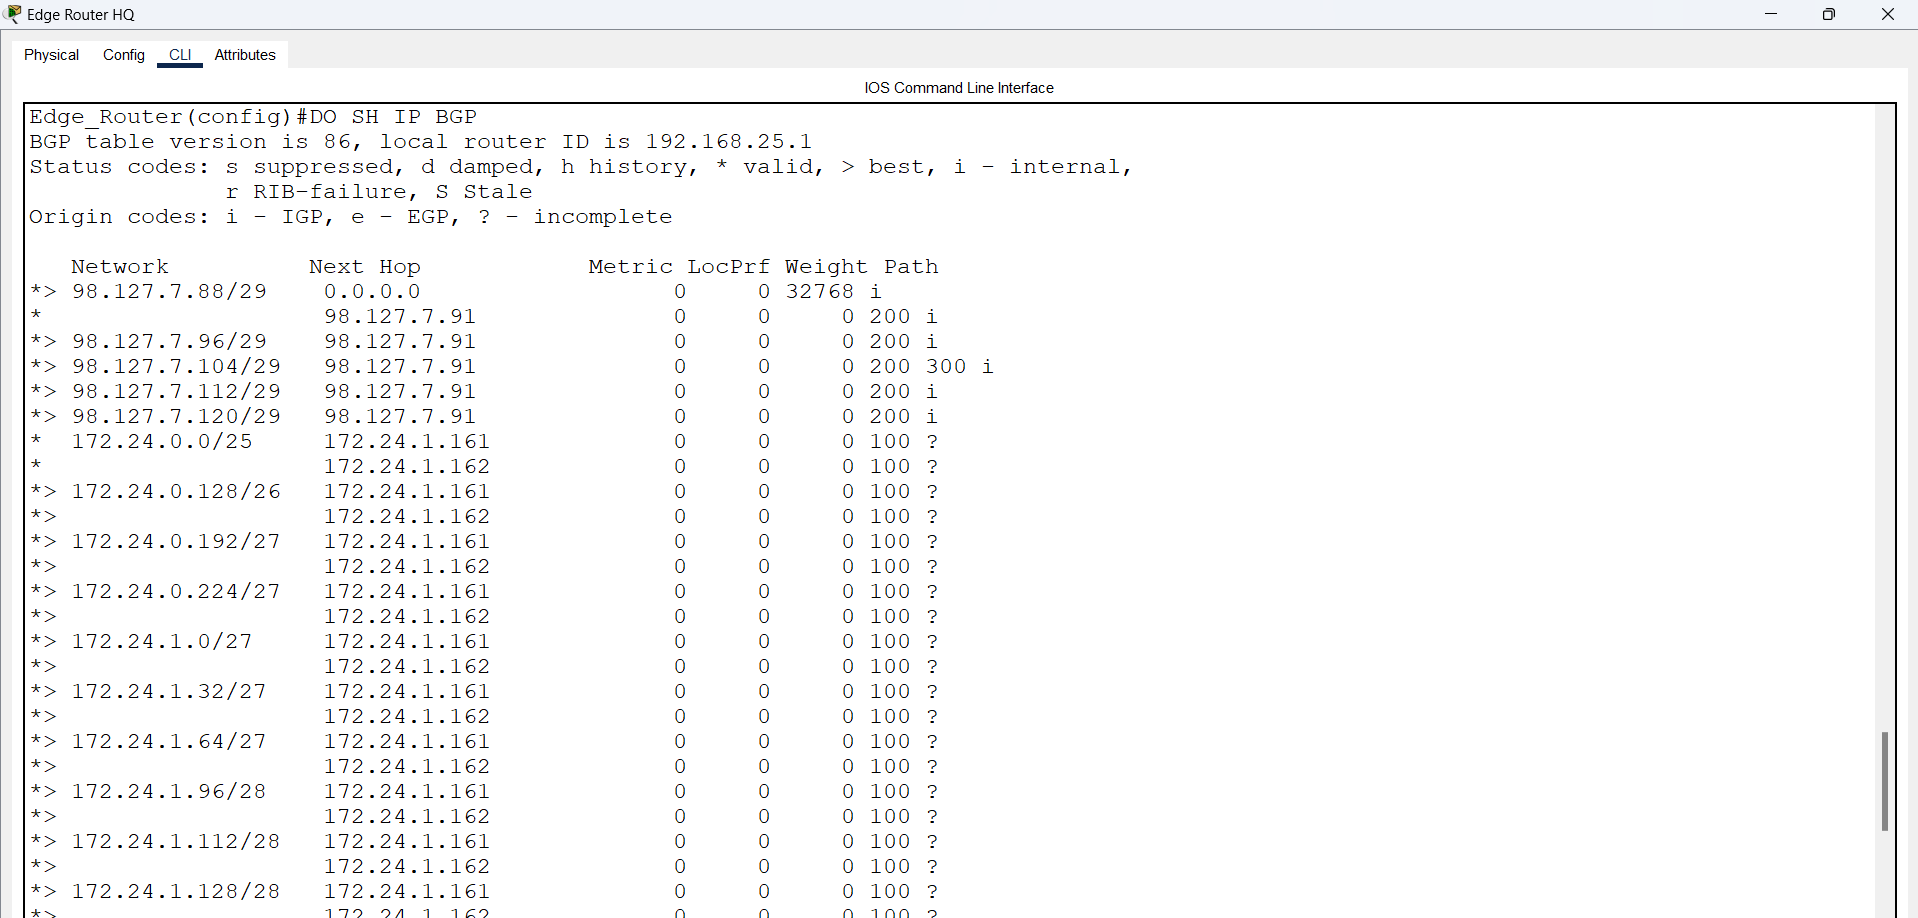 Edge Router HQ
Physical Config CLI Attributes
IOS Command Line Interface
Edge_Router(config)#DO SH IP BGP
BGP table version is 86, local router ID is 192.168.25.1
Status codes: s suppressed, d damped, h history, * valid, > best, i - internal,
r RIB-failure, S Stale
Origin codes: i - IGP, e - EGP, ? - incomplete
Network Next Hop Metric LocPrf Weight Path
*> 98.127.7.88/29 0.0.0.0 0 0 32768 i
* 98.127.7.91 0 0 0 200 i
*> 98.127.7.96/29 98.127.7.91 0 0 0 200 i
*> 98.127.7.104/29 98.127.7.91 0 0 0 200 300 i
*> 98.127.7.112/29 98.127.7.91 0 0 0 200 i
*> 98.127.7.120/29 98.127.7.91 0 0 0 200 i
* 172.24.0.0/25 172.24.1.161 0 0 0 100 ?
* 172.24.1.162 0 0 0 100 ?
*> 172.24.0.128/26 172.24.1.161 0 0 0 100 ?
*> 172.24.1.162 0 0 0 100 ?
*> 172.24.0.192/27 172.24.1.161 0 0 0 100 ?
*> 172.24.1.162 0 0 0 100 ?
*> 172.24.0.224/27 172.24.1.161 0 0 0 100 ?
*> 172.24.1.162 0 0 0 100 ?
*> 172.24.1.0/27 172.24.1.161 0 0 0 100 ?
*> 172.24.1.162 0 0 0 100 ?
*> 172.24.1.32/27 172.24.1.161 0 0 0 100 ?
*> 172.24.1.162 0 0 0 100 ?
*> 172.24.1.64/27 172.24.1.161 0 0 0 100 ?
*> 172.24.1.162 0 0 0 100 ?
*> 172.24.1.96/28 172.24.1.161 0 0 0 100 ?
*> 172.24.1.162 0 0 0 100 ?
*> 172.24.1.112/28 172.24.1.161 0 0 0 100 ?
*> 172.24.1.162 0 0 0 100 ?
*> 172.24.1.128/28 172.24.1.161 0 0 0 100 ?
*> 172.24.1.162 0 0 0 100 ?